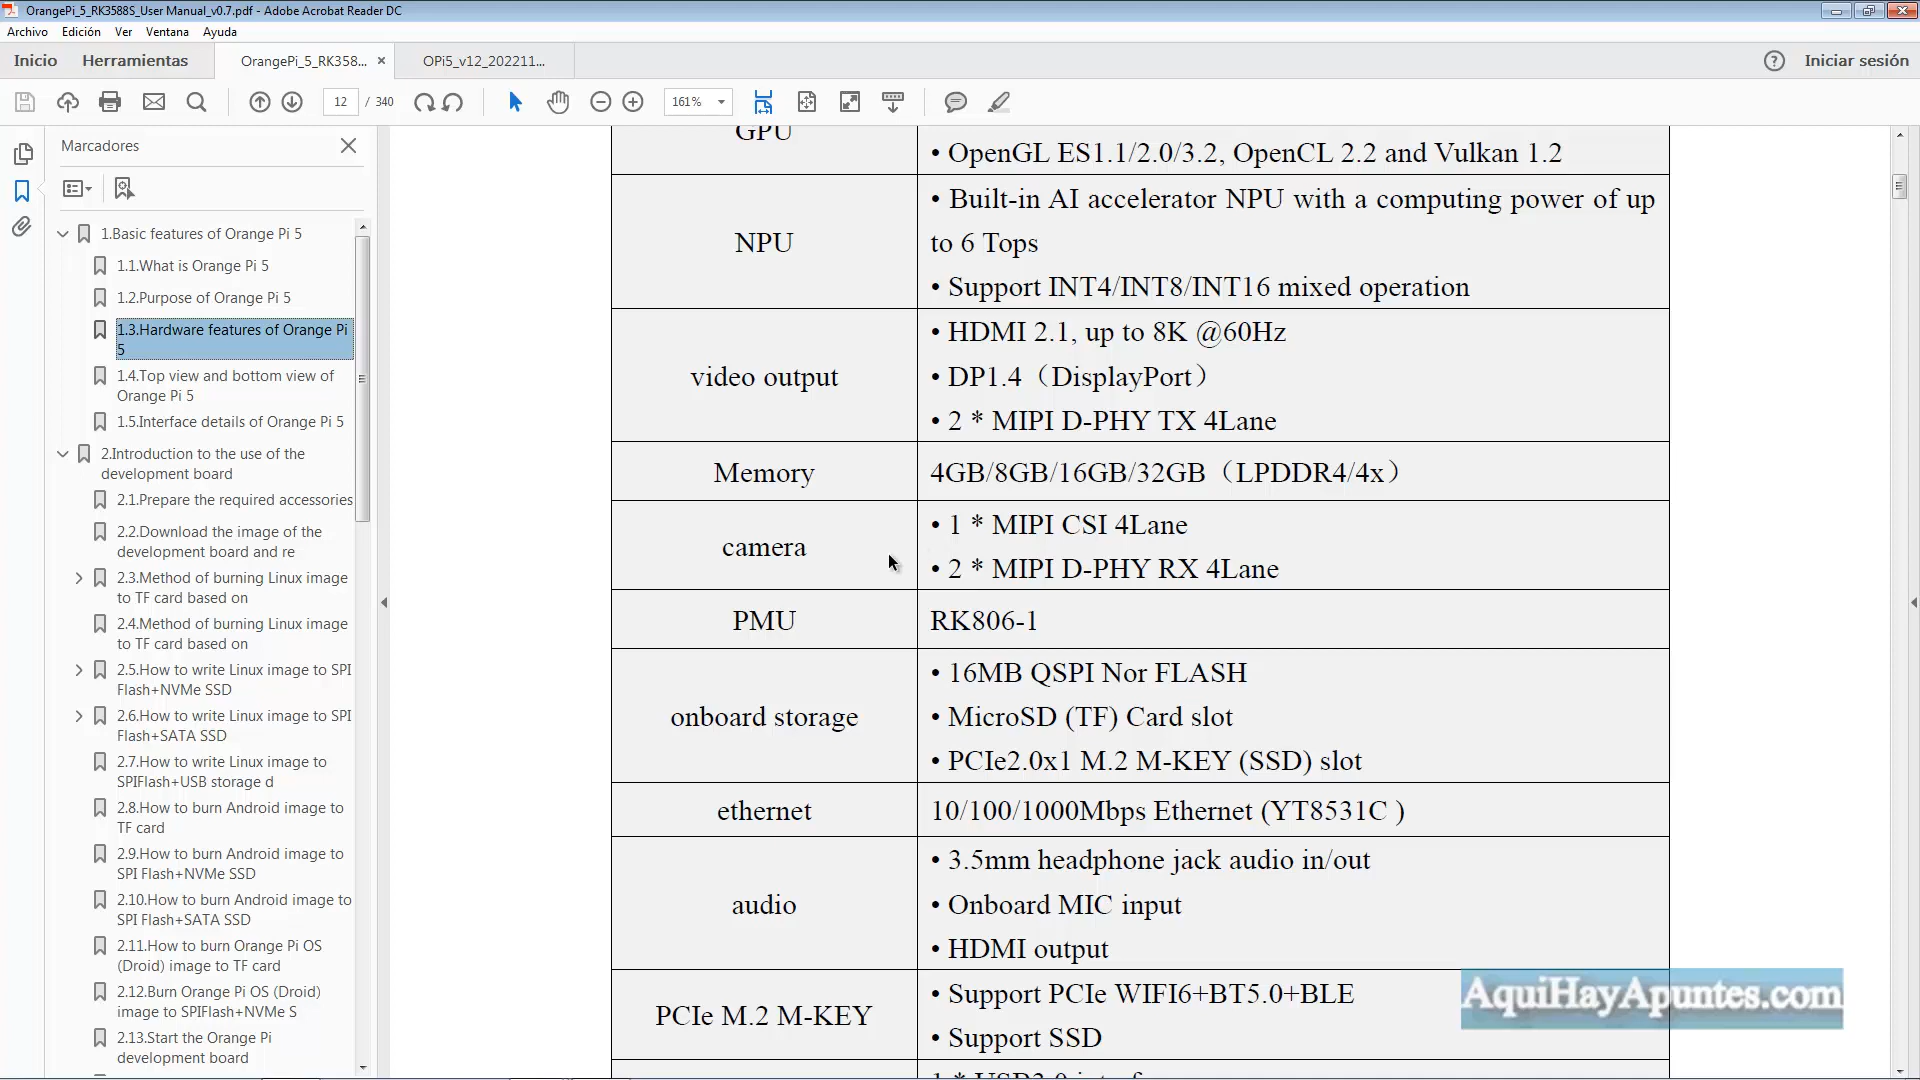 OrangePi_5_RK3588S_User Manual_v0.7.pdf - Adobe Acrobat Reader DC
Archivo Edición Ver Ventana Ayuda
Inicio Herramientas OrangePi_5_RK358... × OPi5_v12_202211... Iniciar sesión
12 / 340 161%
Marcadores
1.Basic features of Orange Pi 5
1.1.What is Orange Pi 5
1.2.Purpose of Orange Pi 5
1.3.Hardware features of Orange Pi
5
1.4.Top view and bottom view of
Orange Pi 5
1.5.Interface details of Orange Pi 5
2.Introduction to the use of the
development board
2.1.Prepare the required accessories
2.2.Download the image of the
development board and re
2.3.Method of burning Linux image
to TF card based on
2.4.Method of burning Linux image
to TF card based on
2.5.How to write Linux image to SPI
Flash+NVMe SSD
2.6.How to write Linux image to SPI
Flash+SATA SSD
2.7.How to write Linux image to
SPIFlash+USB storage d
2.8.How to burn Android image to
TF card
2.9.How to burn Android image to
SPI Flash+NVMe SSD
2.10.How to burn Android image to
SPI Flash+SATA SSD
2.11.How to burn Orange Pi OS
(Droid) image to TF card
2.12.Burn Orange Pi OS (Droid)
image to SPIFlash+NVMe S
2.13.Start the Orange Pi
development board
GPU
• OpenGL ES1.1/2.0/3.2, OpenCL 2.2 and Vulkan 1.2
NPU
• Built-in AI accelerator NPU with a computing power of up
to 6 Tops
• Support INT4/INT8/INT16 mixed operation
video output
• HDMI 2.1, up to 8K @60Hz
• DP1.4（DisplayPort）
• 2 * MIPI D-PHY TX 4Lane
Memory
4GB/8GB/16GB/32GB（LPDDR4/4x）
camera
• 1 * MIPI CSI 4Lane
• 2 * MIPI D-PHY RX 4Lane
PMU
RK806-1
onboard storage
• 16MB QSPI Nor FLASH
• MicroSD (TF) Card slot
• PCIe2.0x1 M.2 M-KEY (SSD) slot
ethernet
10/100/1000Mbps Ethernet (YT8531C )
audio
• 3.5mm headphone jack audio in/out
• Onboard MIC input
• HDMI output
PCIe M.2 M-KEY
• Support PCIe WIFI6+BT5.0+BLE
• Support SSD
AquiHayApuntes.com